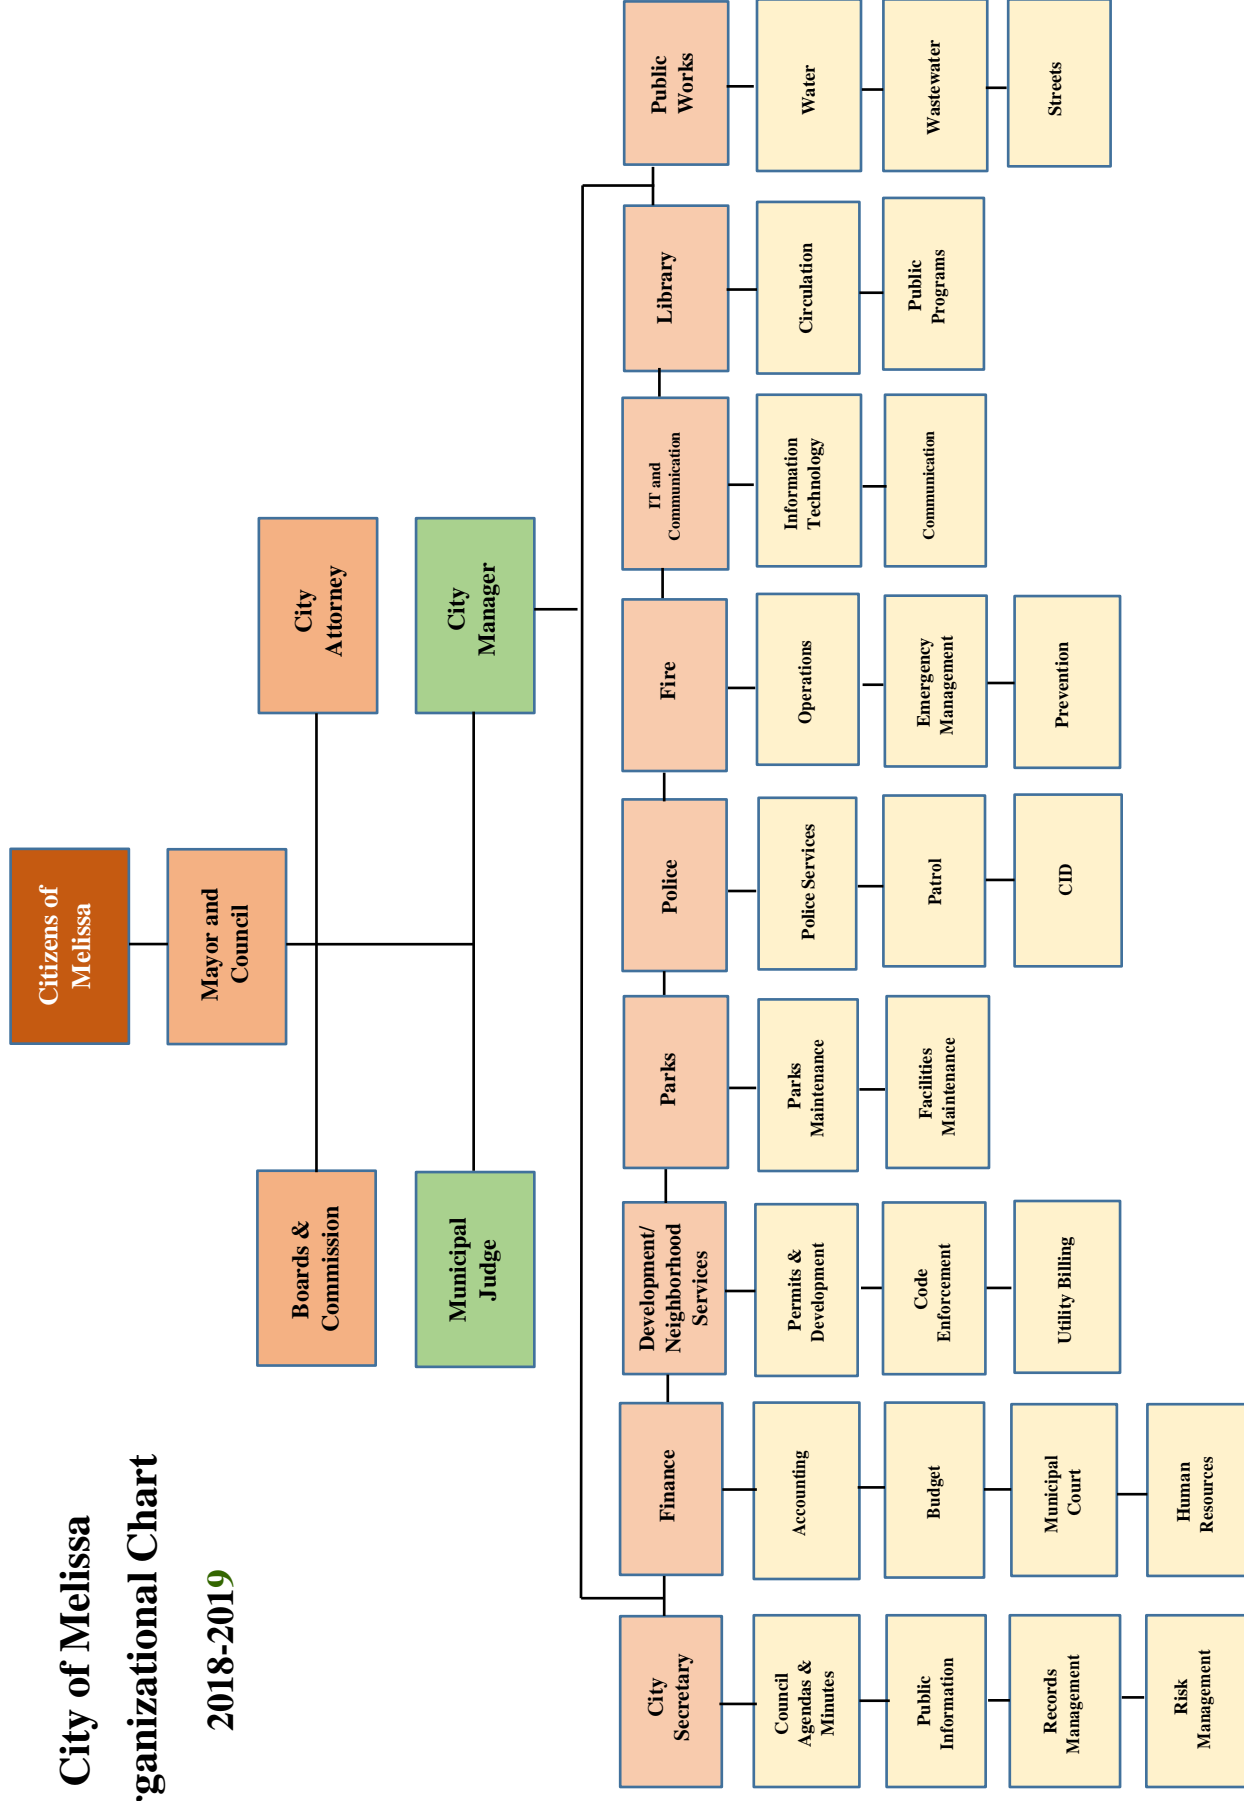 City of Melissa
rganizational Chart
2018-2019
Citizens of
Melissa
Mayor and
Council
Boards &
Commission
City
Attorney
Municipal
Judge
City
Manager
City
Secretary
Finance
Development/
Neighborhood
Services
Parks
Police
Fire
IT and
Communication
Library
Public
Works
Council
Agendas &
Minutes
Accounting
Permits &
Development
Parks
Maintenance
Police Services
Operations
Information
Technology
Circulation
Water
Public
Information
Budget
Code
Enforcement
Facilities
Maintenance
Patrol
Emergency
Management
Communication
Public
Programs
Wastewater
Records
Management
Municipal
Court
Utility Billing
CID
Prevention
Streets
Risk
Management
Human
Resources